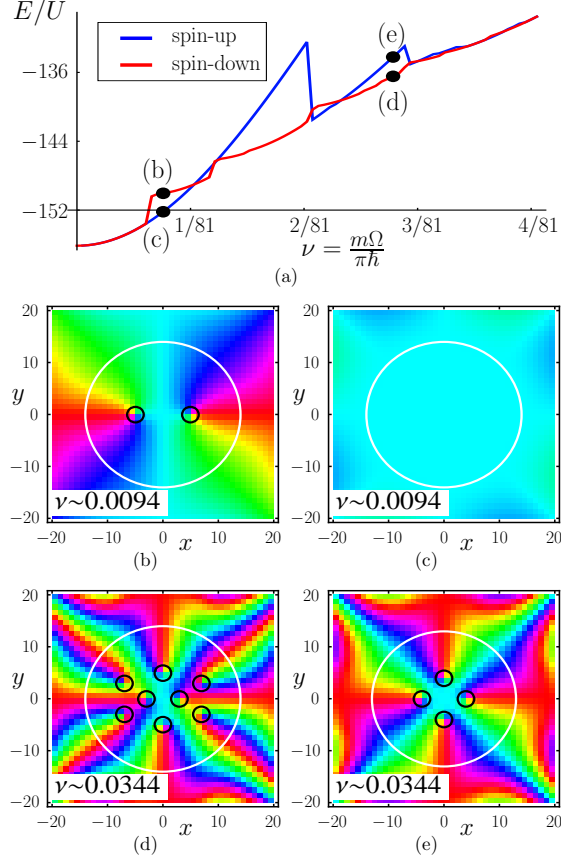 E/U
spin-up
spin-down
−136
−144
−152
(b)
(c)
(e)
(d)
1/81
2/81
3/81
4/81
ν = mΩ/πħ
(a)
20
10
0
−10
−20
y
ν~0.0094
−20
−10
0
10
20
x
(b)
20
10
0
−10
−20
y
ν~0.0094
−20
−10
0
10
20
x
(c)
20
10
0
−10
−20
y
ν~0.0344
−20
−10
0
10
20
x
(d)
20
10
0
−10
−20
y
ν~0.0344
−20
−10
0
10
20
x
(e)